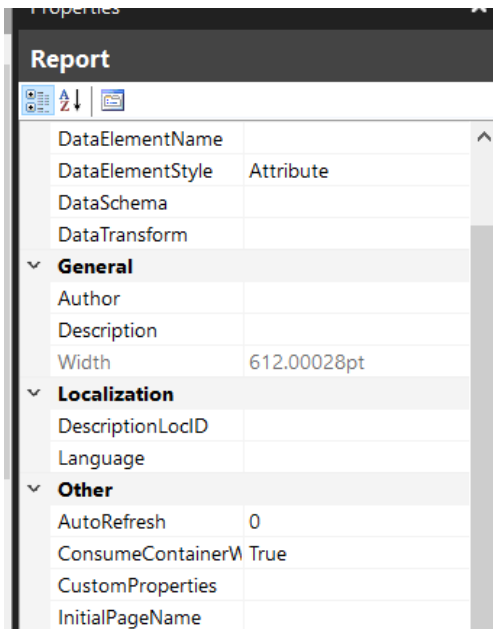 Properties
Report
DataElementName
DataElementStyle Attribute
DataSchema
DataTransform
General
Author
Description
Width 612.00028pt
Localization
DescriptionLocID
Language
Other
AutoRefresh 0
ConsumeContainerW True
CustomProperties
InitialPageName